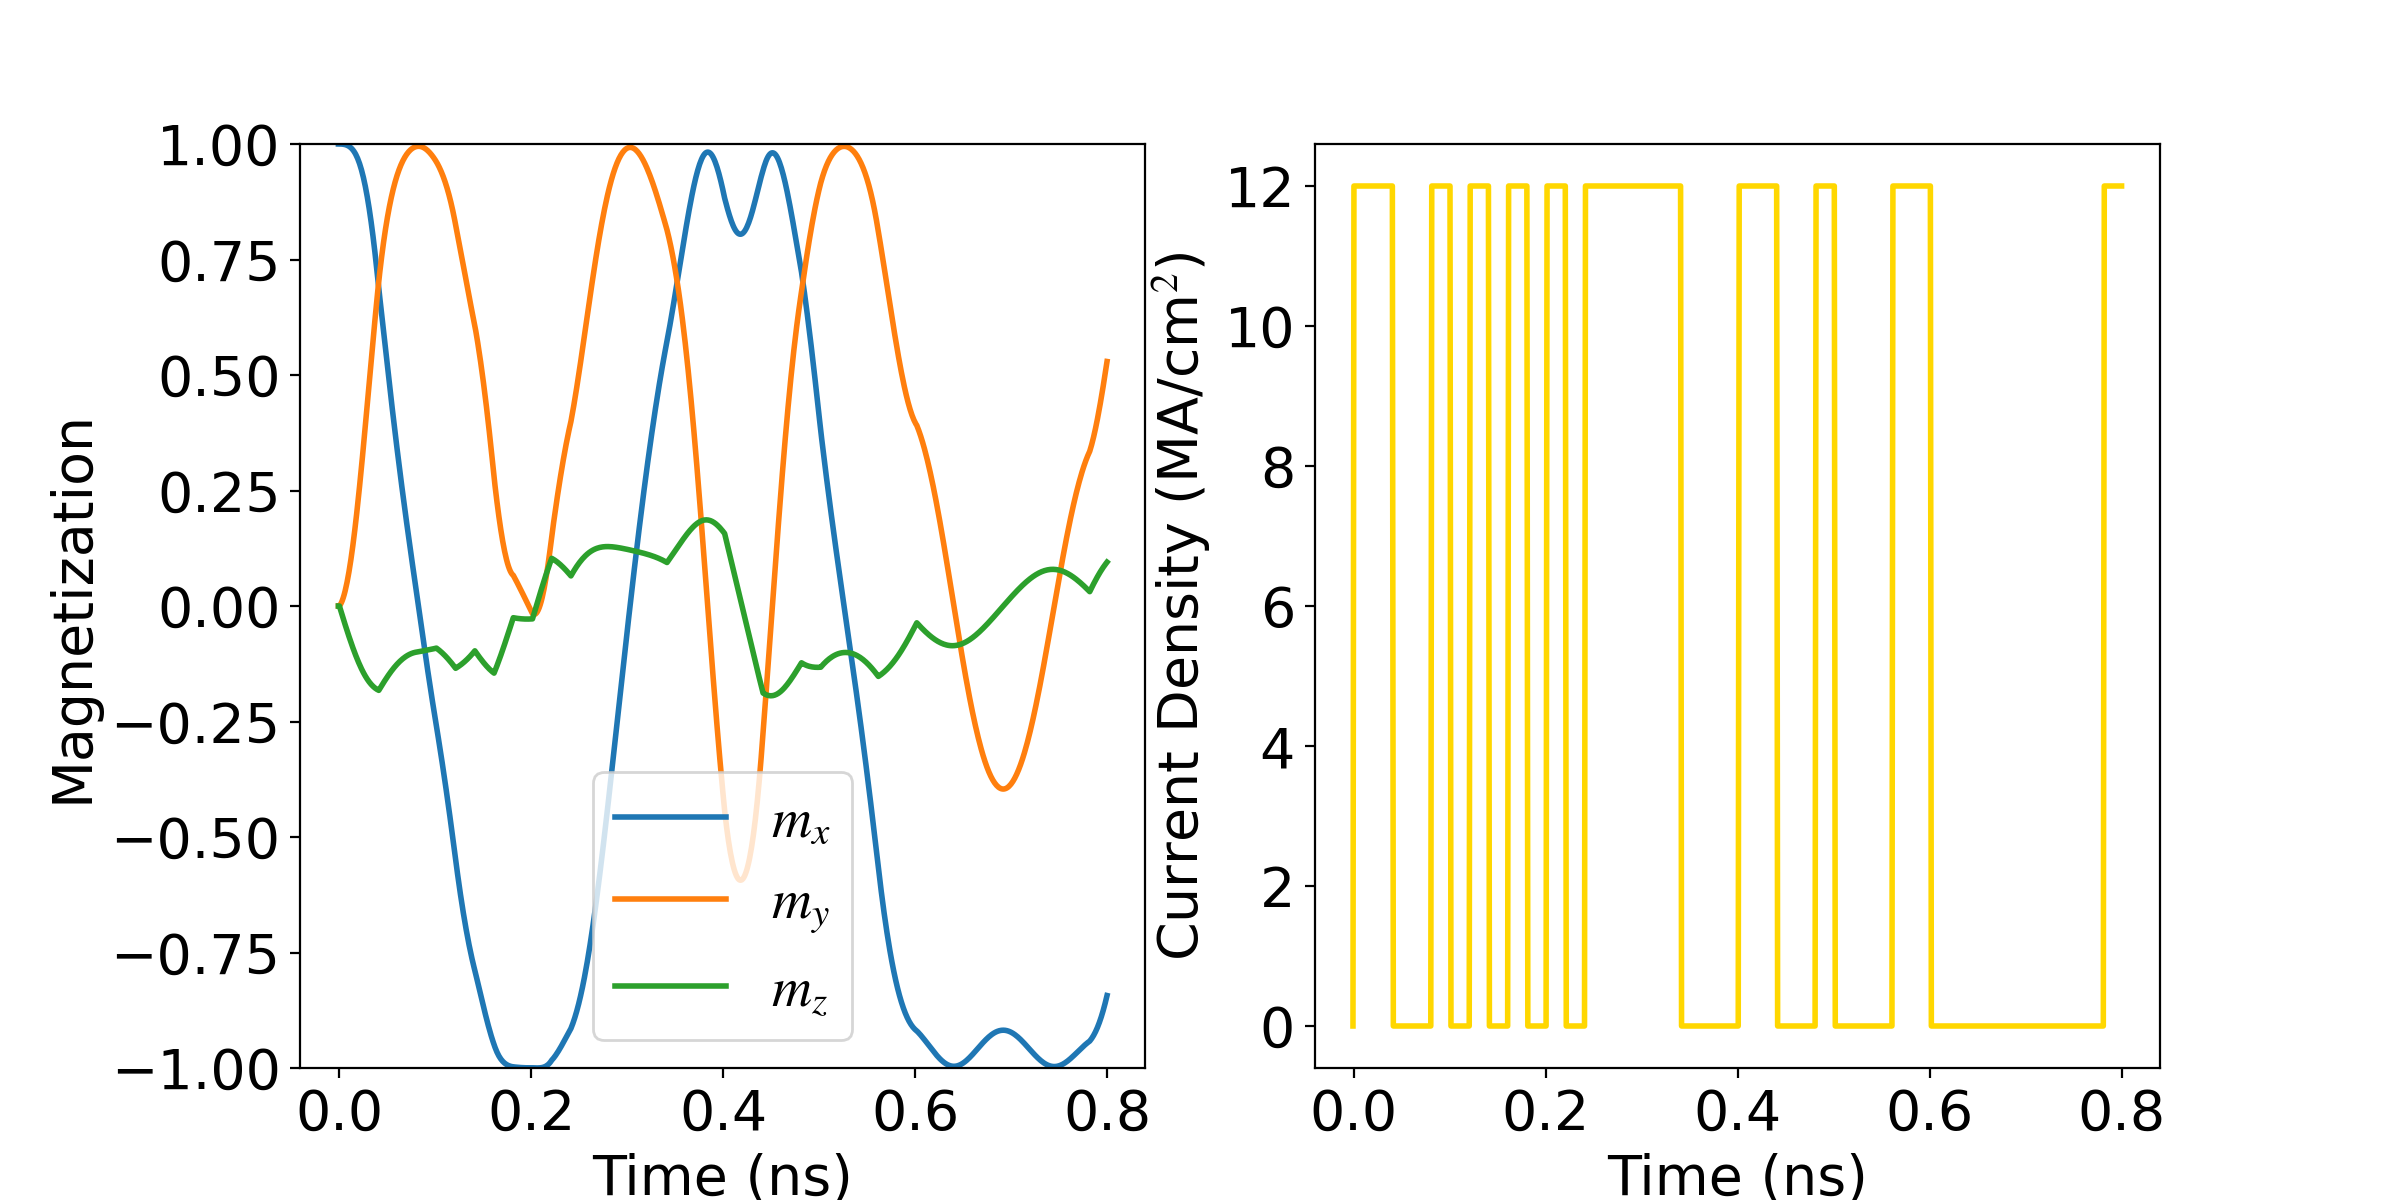 1.00
0.75
0.50
0.25
0.00
−0.25
−0.50
−0.75
−1.00
Magnetization
0.0 0.2 0.4 0.6 0.8
Time (ns)
m_x
m_y
m_z
12
10
8
6
4
2
0
Current Density (MA/cm²)
0.0 0.2 0.4 0.6 0.8
Time (ns)